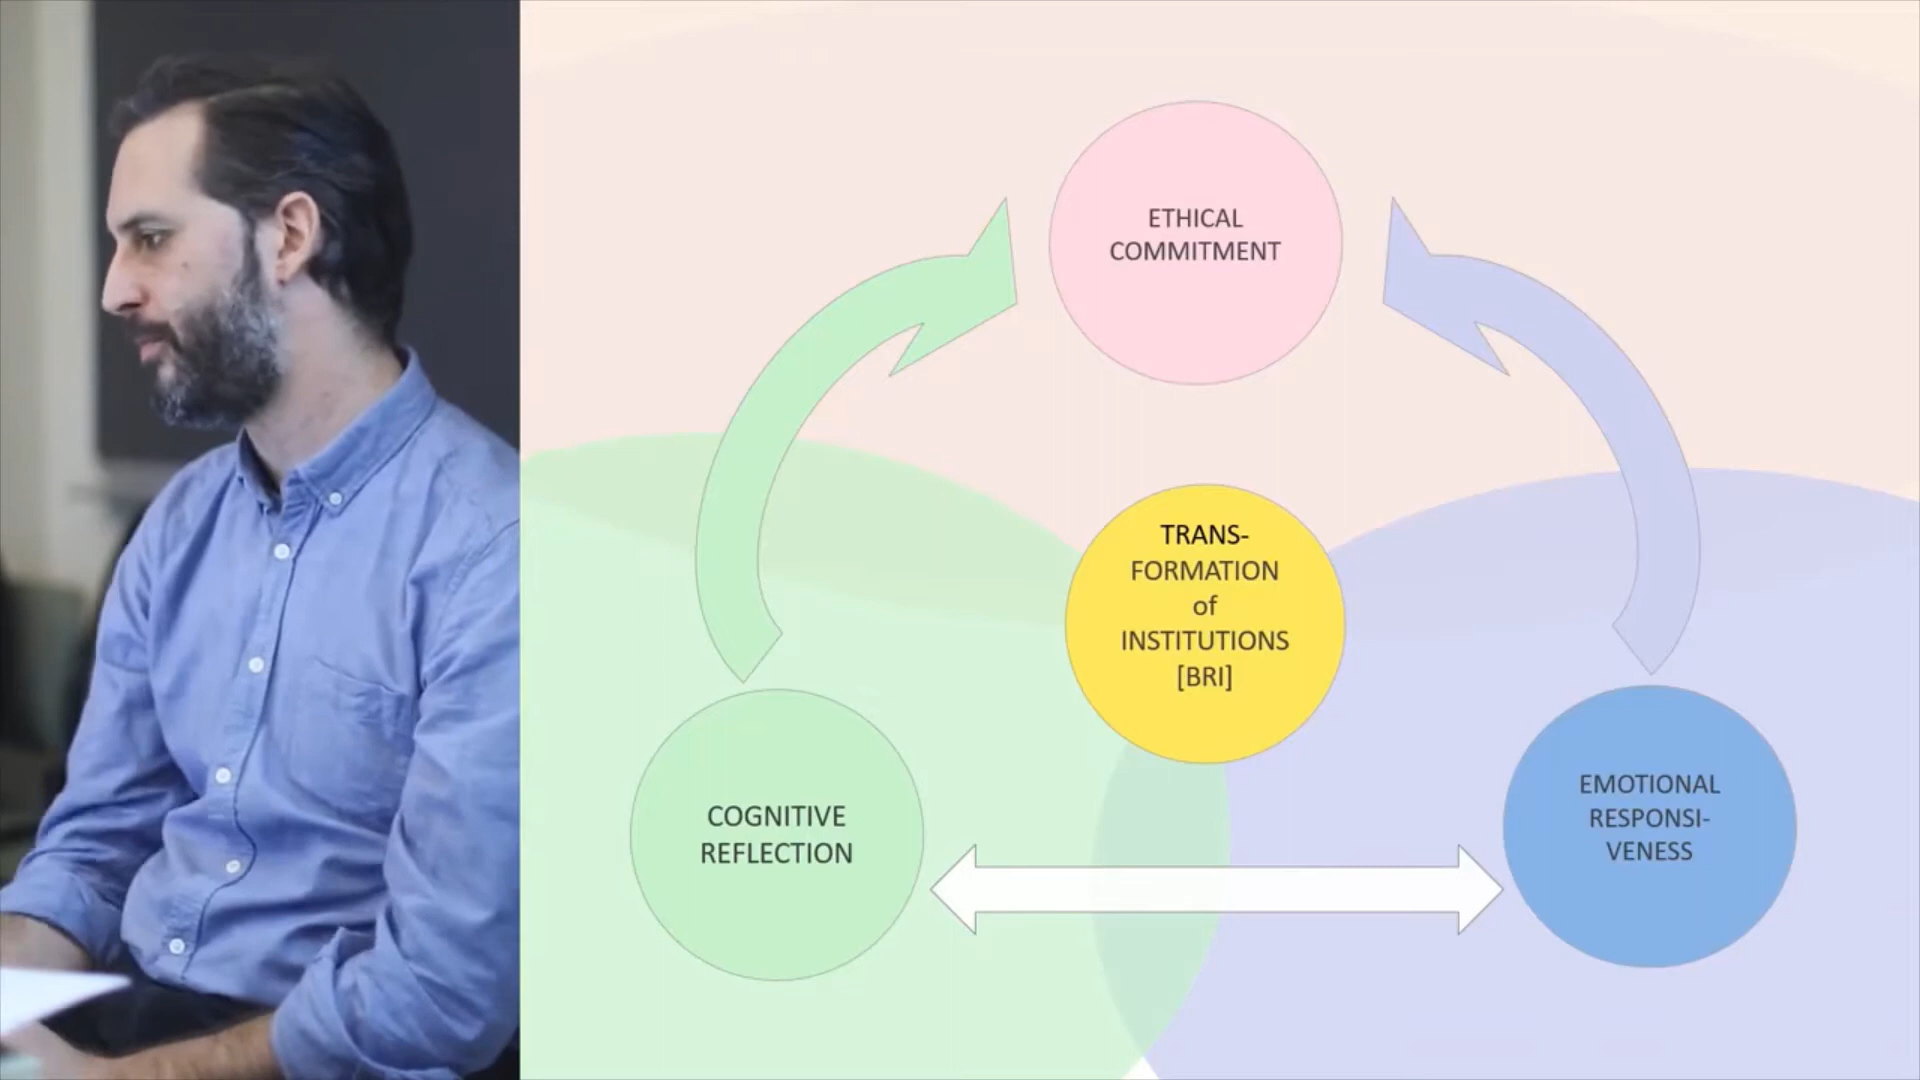 ETHICAL
COMMITMENT
TRANS-
FORMATION
of
INSTITUTIONS
[BRI]
COGNITIVE
REFLECTION
EMOTIONAL
RESPONSI-
VENESS